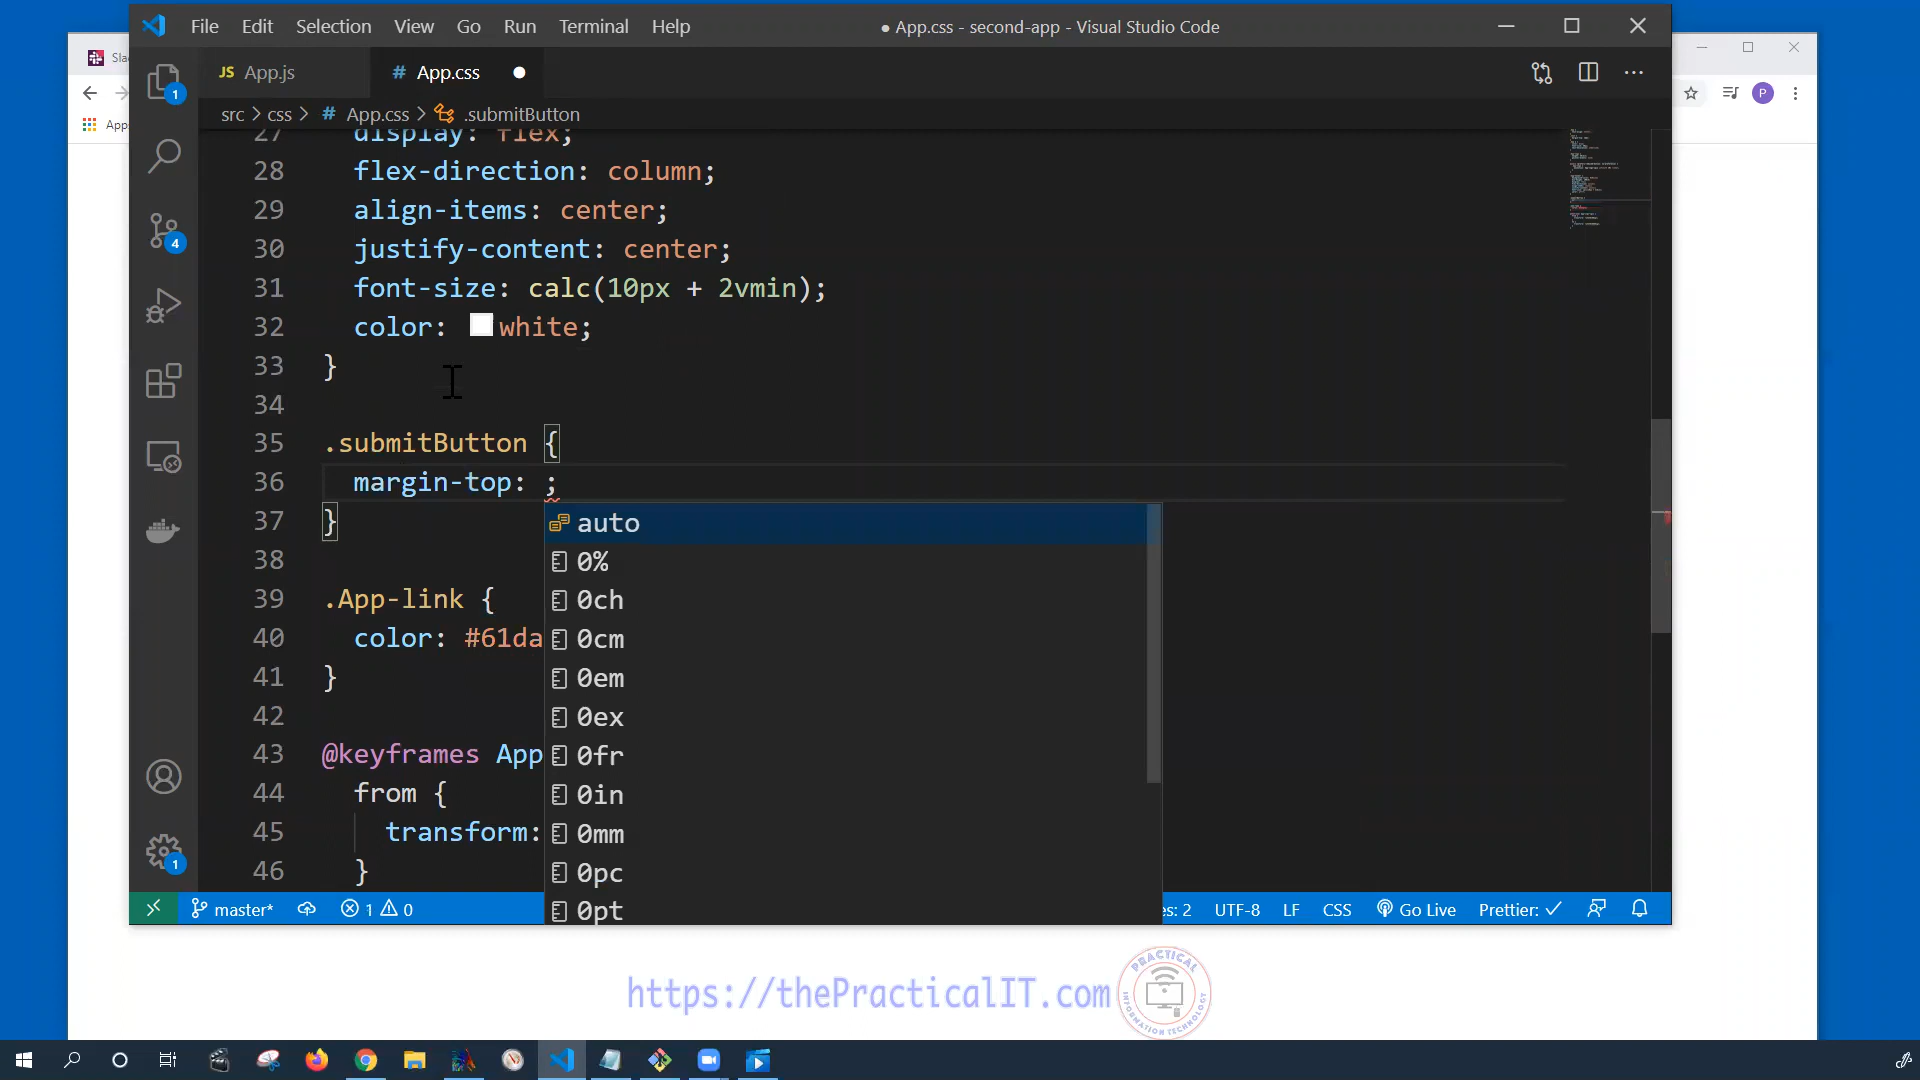 File Edit Selection View Go Run Terminal Help
● App.css - second-app - Visual Studio Code
Slac
JS App.js
# App.css
src > css > # App.css > .submitButton
Apps
1
4
1
P
27 display: flex;
28 flex-direction: column;
29 align-items: center;
30 justify-content: center;
31 font-size: calc(10px + 2vmin);
32 color: white;
33 }
34
35 .submitButton {
36 margin-top: ;
37 }
38
39 .App-link {
40 color: #61da
41 }
42
43 @keyframes App
44 from {
45 transform:
46 }
auto
0%
0ch
0cm
0em
0ex
0fr
0in
0mm
0pc
0pt
master* 1 0
es: 2 UTF-8 LF CSS Go Live Prettier: ✓
https://thePracticalIT.com
PRACTICAL
INFORMATION TECHNOLOGY